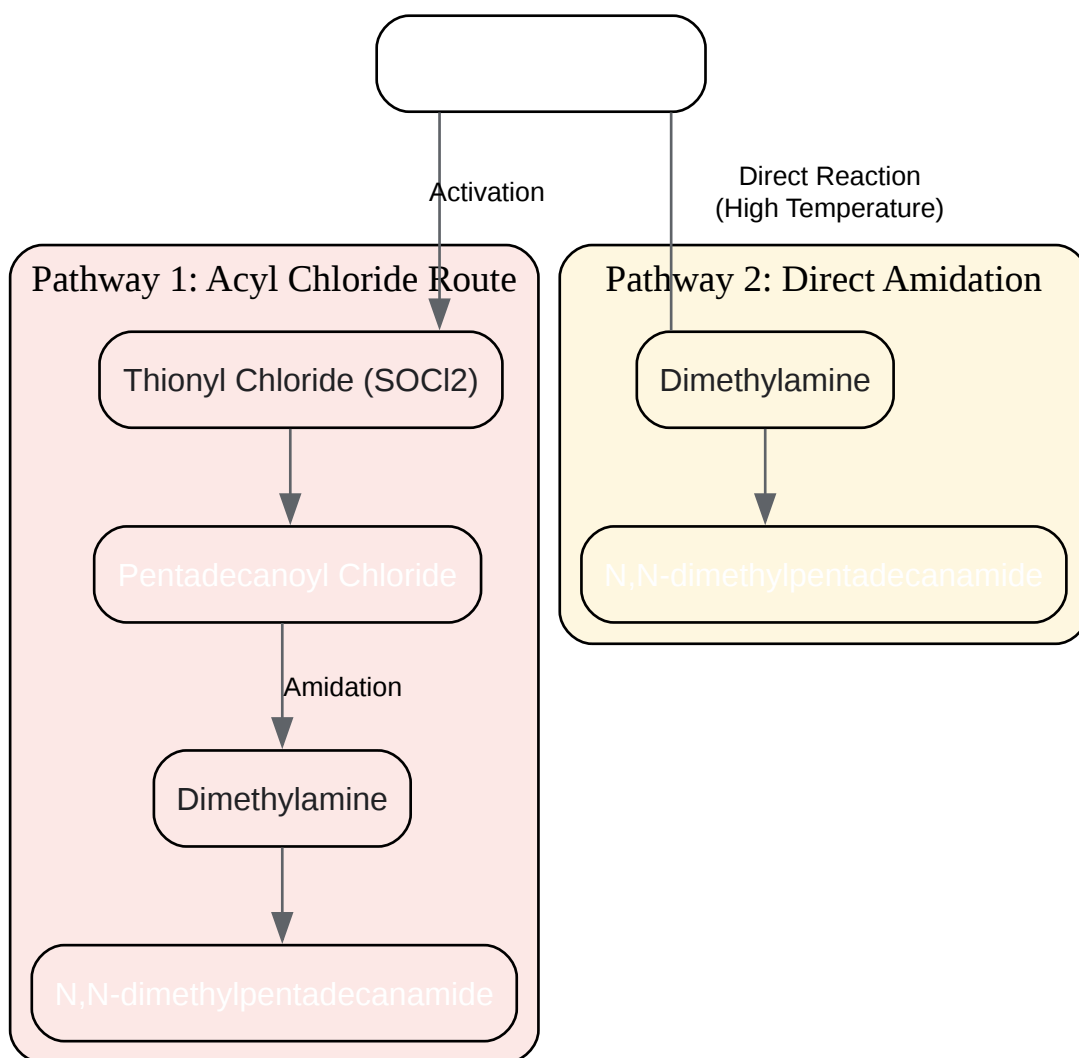 Activation
Direct Reaction
(High Temperature)
Pathway 1: Acyl Chloride Route
Thionyl Chloride (SOCl2)
Pentadecanoyl Chloride
Amidation
Dimethylamine
N,N-dimethylpentadecanamide
Pathway 2: Direct Amidation
Dimethylamine
N,N-dimethylpentadecanamide